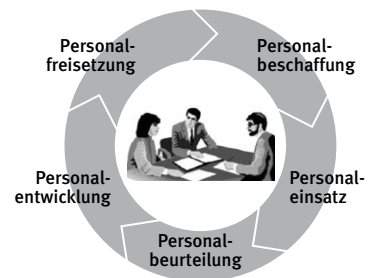 Personal-
freisetzung
Personal-
beschaffung
Personal-
entwicklung
Personal-
einsatz
Personal-
beurteilung